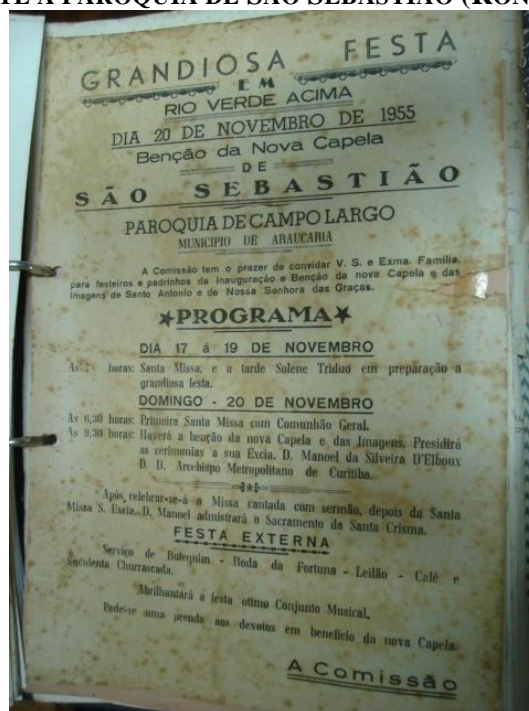 TE A PAROQUIA DE SÃO SEBASTIÃO (RON
GRANDIOSA FESTA
EM
RIO VERDE ACIMA
DIA 20 DE NOVEMBRO DE 1955
Benção da Nova Capela
DE
SÃO SEBASTIÃO
PAROQUIA DE CAMPO LARGO
MUNICIPIO DE ARAUCARIA
A Comissão tem o prazer de convidar V. S. e Exma. Familia,
para festeiros e padrinhos da Inauguração e Benção da nova Capela e das
Imagens de Santo Antonio e de Nossa Senhora das Graças.
PROGRAMA
DIA 17 á 19 DE NOVEMBRO
As horas: Santa Missa, e a tarde Solene Triduo em preparação a
grandiosa festa.
DOMINGO - 20 DE NOVEMBRO
As 6,30 horas: Primeira Santa Missa com Comunhão Geral.
As 9,30 horas: Haverá a benção da nova Capela e das Imagens, Presidirá
as cerimonias a sua Excia. D. Manoel da Silveira D'Elboux
D. D. Arcebispo Metropolitano de Curitiba.
Após, celebrar-se-á a Missa cantada com sermão, depois da Santa
Missa S. Excia. D. Manoel admistrará o Sacramento da Santa Crisma.
FESTA EXTERNA
Serviço de Botequim - Roda da Fortuna - Leilão - Café e
Suculenta Churrascada.
Abrilhantará a festa otimo Conjunto Musical,
Pede-se uma prenda aos devotos em beneficio da nova Capela.
A Comissão